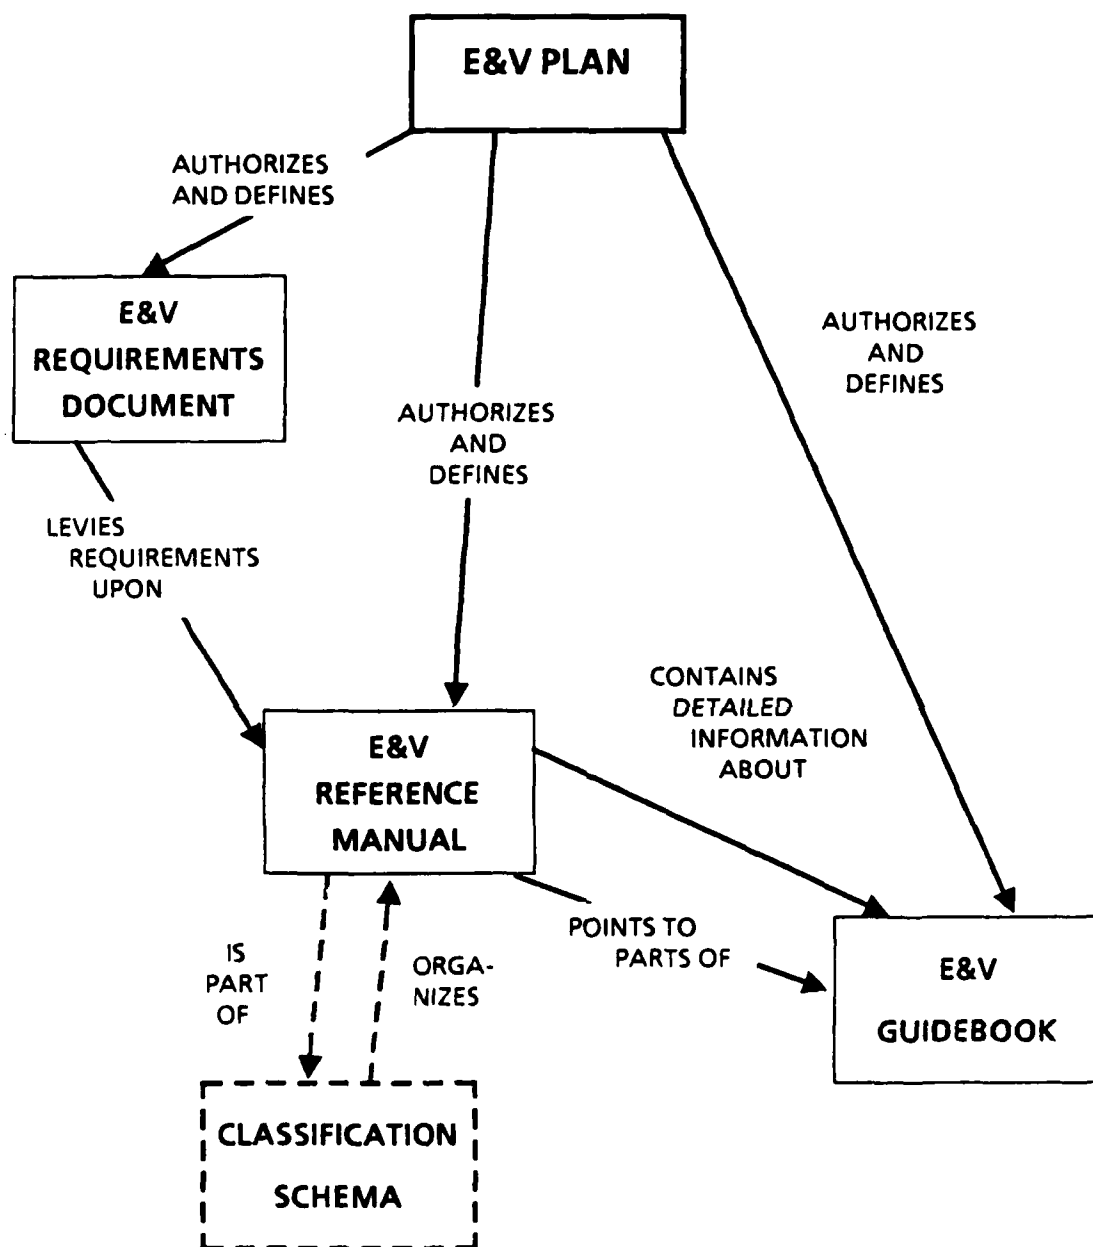 E&V PLAN
AUTHORIZES
AND DEFINES
E&V
REQUIREMENTS
DOCUMENT
AUTHORIZES
AND
DEFINES
AUTHORIZES
AND
DEFINES
LEVIES
REQUIREMENTS
UPON
CONTAINS
DETAILED
INFORMATION
ABOUT
E&V
REFERENCE
MANUAL
POINTS TO
PARTS OF
IS
PART
OF
ORGA-
NIZES
E&V
GUIDEBOOK
CLASSIFICATION
SCHEMA